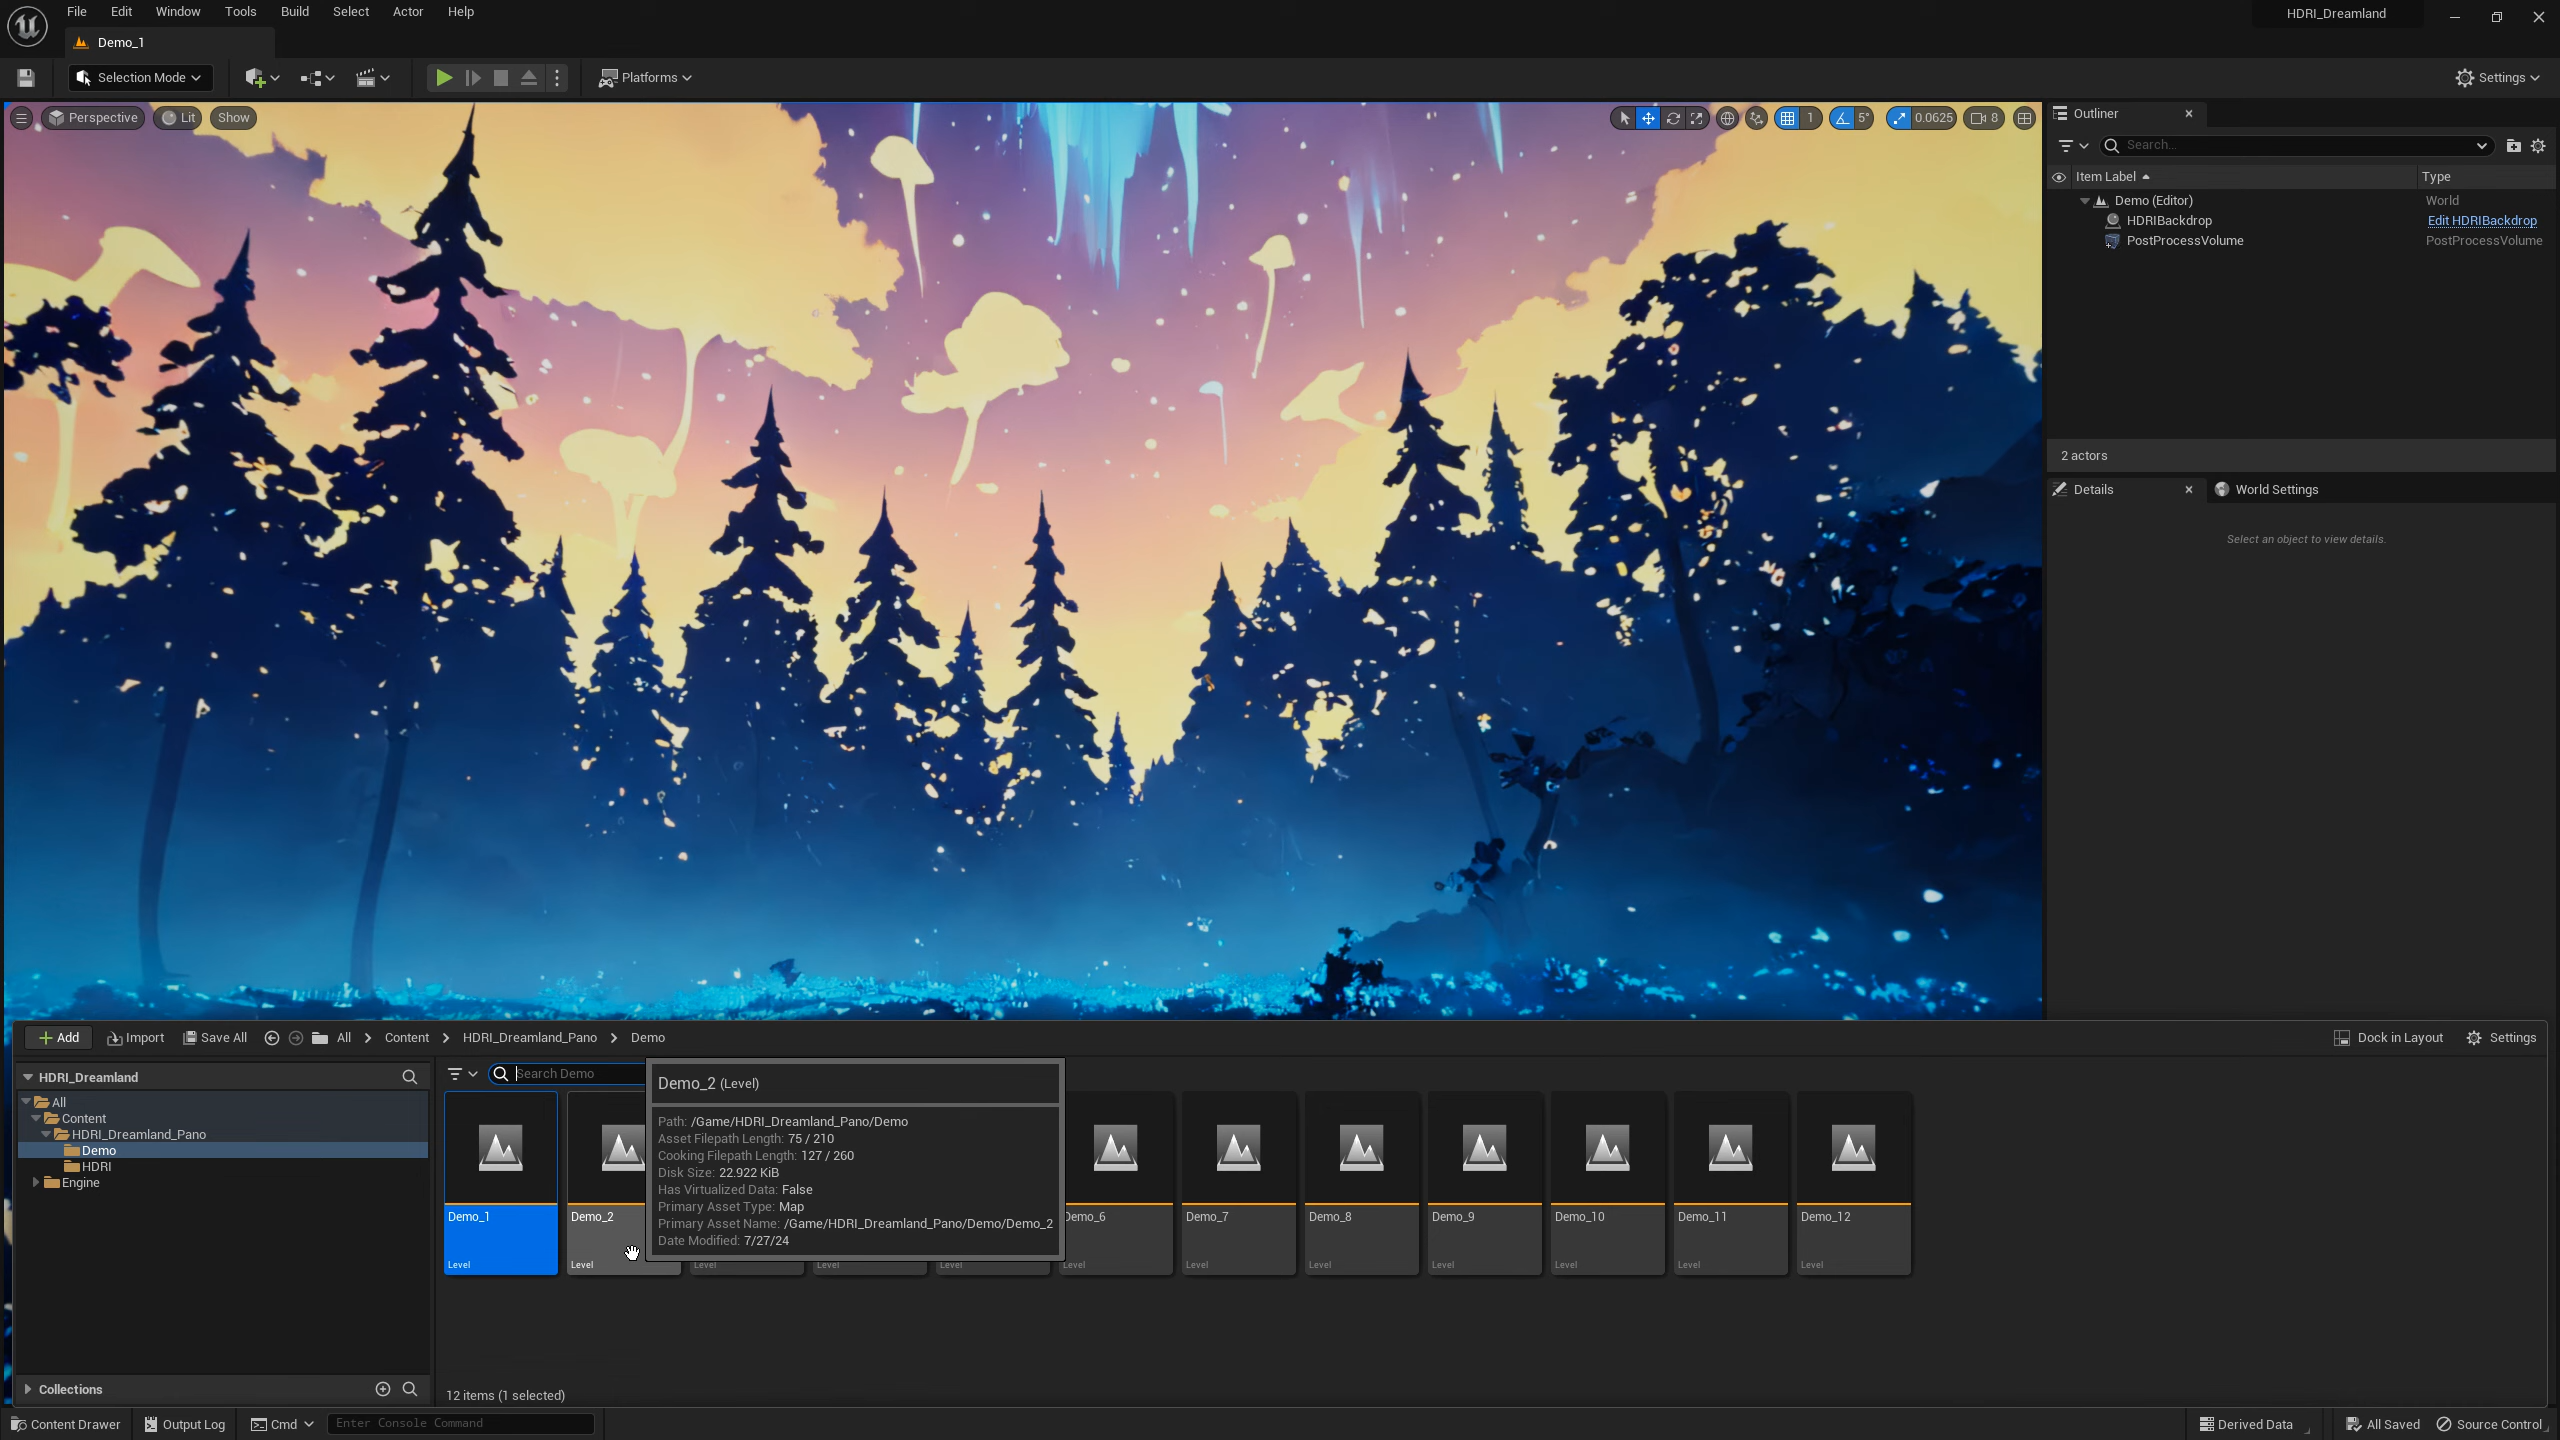 File Edit Window Tools Build Select Actor Help
HDRI_Dreamland
Demo_1
Selection Mode
Platforms
Settings
Perspective
Lit
Show
1
5°
0.0625
8
Outliner
Search...
Item Label
Type
Demo (Editor)
World
HDRIBackdrop
Edit HDRIBackdrop
PostProcessVolume
PostProcessVolume
2 actors
Details
World Settings
Select an object to view details.
Add
Import
Save All
All
Content
HDRI_Dreamland_Pano
Demo
Dock in Layout
Settings
HDRI_Dreamland
All
Content
HDRI_Dreamland_Pano
Demo
HDRI
Engine
Collections
Search Demo
Demo_2 (Level)
Path: /Game/HDRI_Dreamland_Pano/Demo
Asset Filepath Length: 75 / 210
Cooking Filepath Length: 127 / 260
Disk Size: 22.922 KiB
Has Virtualized Data: False
Primary Asset Type: Map
Primary Asset Name: /Game/HDRI_Dreamland_Pano/Demo/Demo_2
Date Modified: 7/27/24
Demo_1
Demo_2
Demo_6
Demo_7
Demo_8
Demo_9
Demo_10
Demo_11
Demo_12
Level
Level
Level
Level
Level
Level
Level
Level
Level
Level
Level
Level
12 items (1 selected)
Content Drawer
Output Log
Cmd
Enter Console Command
Derived Data
All Saved
Source Control